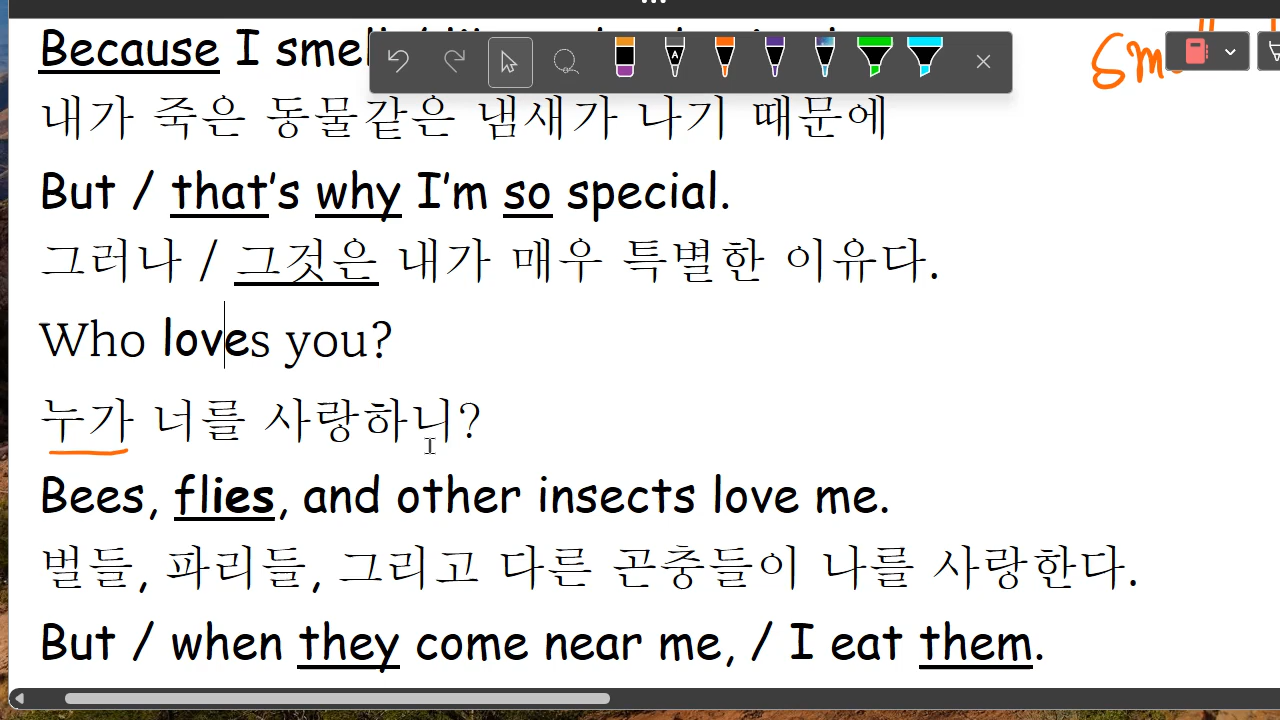 Because I smell
sm
내가 죽은 동물같은 냄새가 나기 때문에
But / that’s why I’m so special.
그러나 / 그것은 내가 매우 특별한 이유다.
Who loves you?
누가 너를 사랑하니?
Bees, flies, and other insects love me.
벌들, 파리들, 그리고 다른 곤충들이 나를 사랑한다.
But / when they come near me, / I eat them.